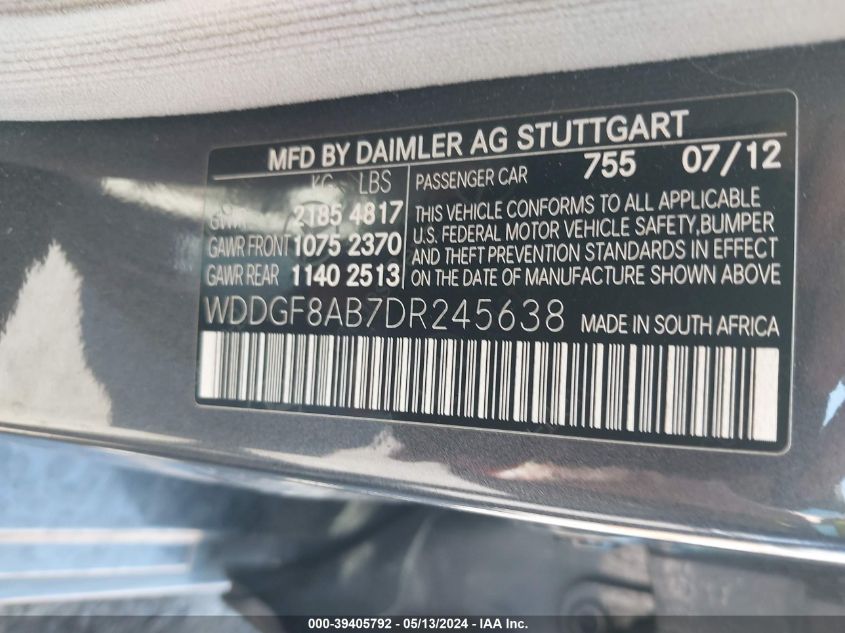 MFD BY DAIMLER AG STUTTGART
KG LBS PASSENGER CAR 755 07/12
2185 4817 THIS VEHICLE CONFORMS TO ALL APPLICABLE
GAWR FRONT 1075 2370 U.S. FEDERAL MOTOR VEHICLE SAFETY,BUMPER
AND THEFT PREVENTION STANDARDS IN EFFECT
GAWR REAR 1140 2513 ON THE DATE OF MANUFACTURE SHOWN ABOVE
WDDGF8AB7DR245638 MADE IN SOUTH AFRICA
000-39405792 / 05/13/2024 - IAA Inc.